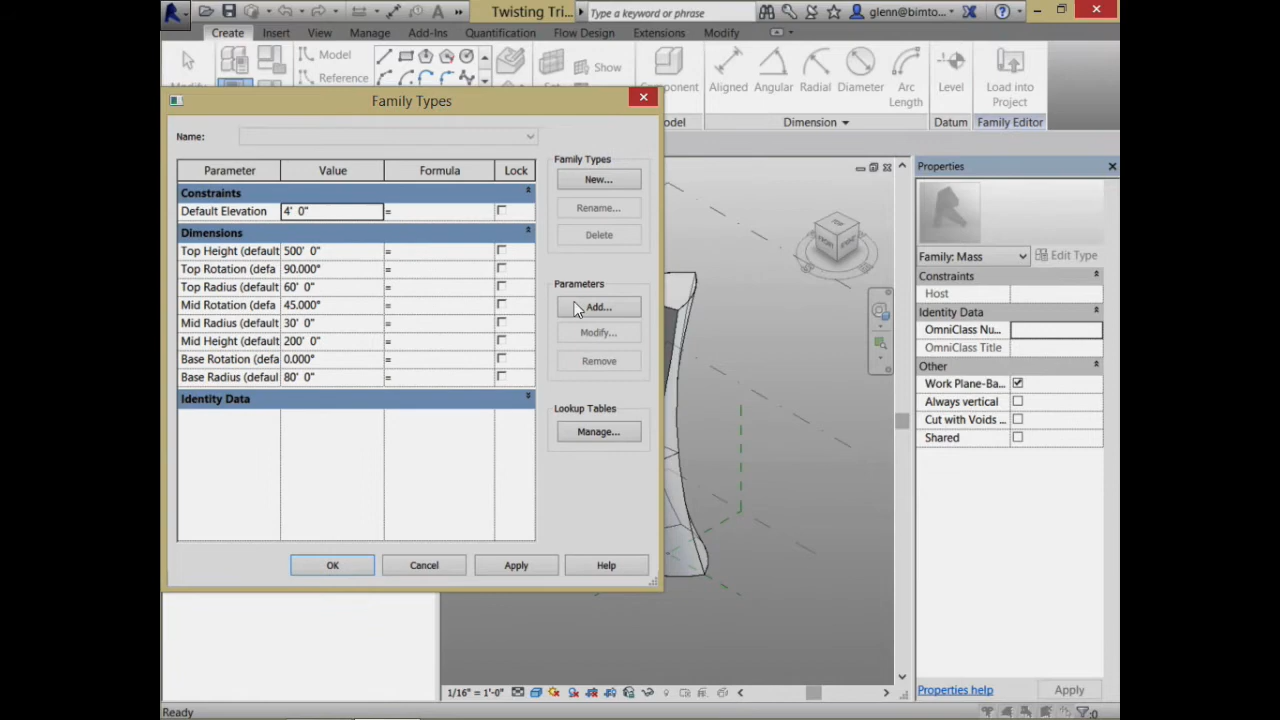 Twisting Tri...
Type a keyword or phrase
glenn@bimto...
Create Insert View Manage Add-Ins Quantification Flow Design Extensions Modify
Model
Show
Aligned Angular Radial Diameter Arc Length Level Load into Project
Reference
Dimension Datum Family Editor
Family Types
Name:
Parameter Value Formula Lock
Constraints
Default Elevation 4' 0" =
Dimensions
Top Height (default 500' 0" =
Top Rotation (defa 90.000° =
Top Radius (default 60' 0" =
Mid Rotation (defa 45.000° =
Mid Radius (default 30' 0" =
Mid Height (default 200' 0" =
Base Rotation (defa 0.000° =
Base Radius (defaul 80' 0" =
Identity Data
Family Types
New...
Rename...
Delete
Parameters
Add...
Modify...
Remove
Lookup Tables
Manage...
OK Cancel Apply Help
TOP
FRONT
Properties
Family: Mass Edit Type
Constraints
Host
Identity Data
OmniClass Nu...
OmniClass Title
Other
Work Plane-Ba...
Always vertical
Cut with Voids ...
Shared
Properties help Apply
1/16" = 1'-0"
Ready
:0